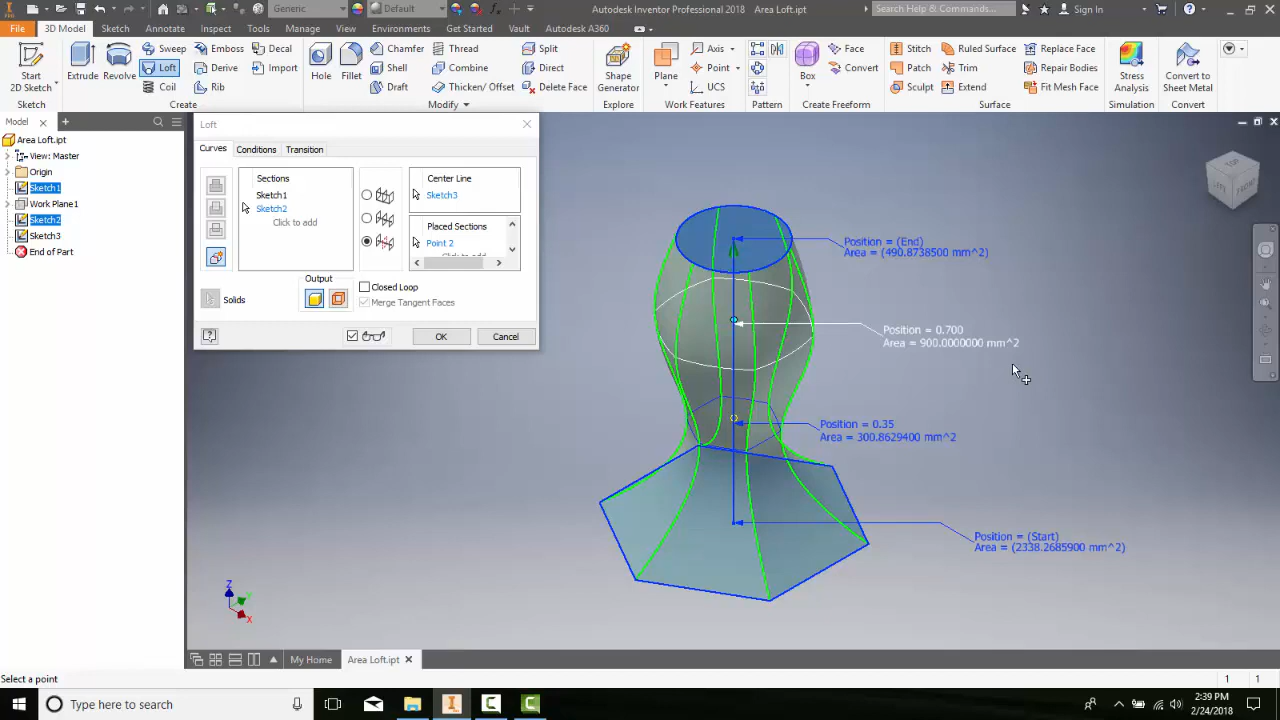 Generic
Default
Autodesk Inventor Professional 2018 Area Loft.ipt
Search Help & Commands...
Sign In
File
3D Model
Sketch
Annotate
Inspect
Tools
Manage
View
Environments
Get Started
Vault
Autodesk A360
Start
2D Sketch
Sketch
Extrude
Revolve
Sweep
Loft
Coil
Emboss
Derive
Rib
Decal
Import
Create
Hole
Fillet
Chamfer
Shell
Draft
Thread
Combine
Thicken/ Offset
Split
Direct
Delete Face
Modify
Shape
Generator
Explore
Plane
Axis
Point
UCS
Work Features
Pattern
Box
Face
Convert
Create Freeform
Stitch
Patch
Sculpt
Ruled Surface
Trim
Extend
Replace Face
Repair Bodies
Fit Mesh Face
Surface
Stress
Analysis
Simulation
Convert to
Sheet Metal
Convert
Model
Area Loft.ipt
View: Master
Origin
Sketch1
Work Plane1
Sketch2
Sketch3
End of Part
Loft
Curves
Conditions
Transition
Sections
Sketch1
Sketch2
Click to add
Center Line
Sketch3
Placed Sections
Point 2
Output
Solids
Closed Loop
Merge Tangent Faces
OK
Cancel
Position = (End)
Area = (490.8738500 mm^2)
Position = 0.700
Area = 900.0000000 mm^2
Position = 0.35
Area = 300.8629400 mm^2
Position = (Start)
Area = (2338.2685900 mm^2)
TOP
LEFT
FRONT
Z
Y
X
My Home
Area Loft.ipt
Select a point
1
1
Type here to search
2:39 PM
2/24/2018